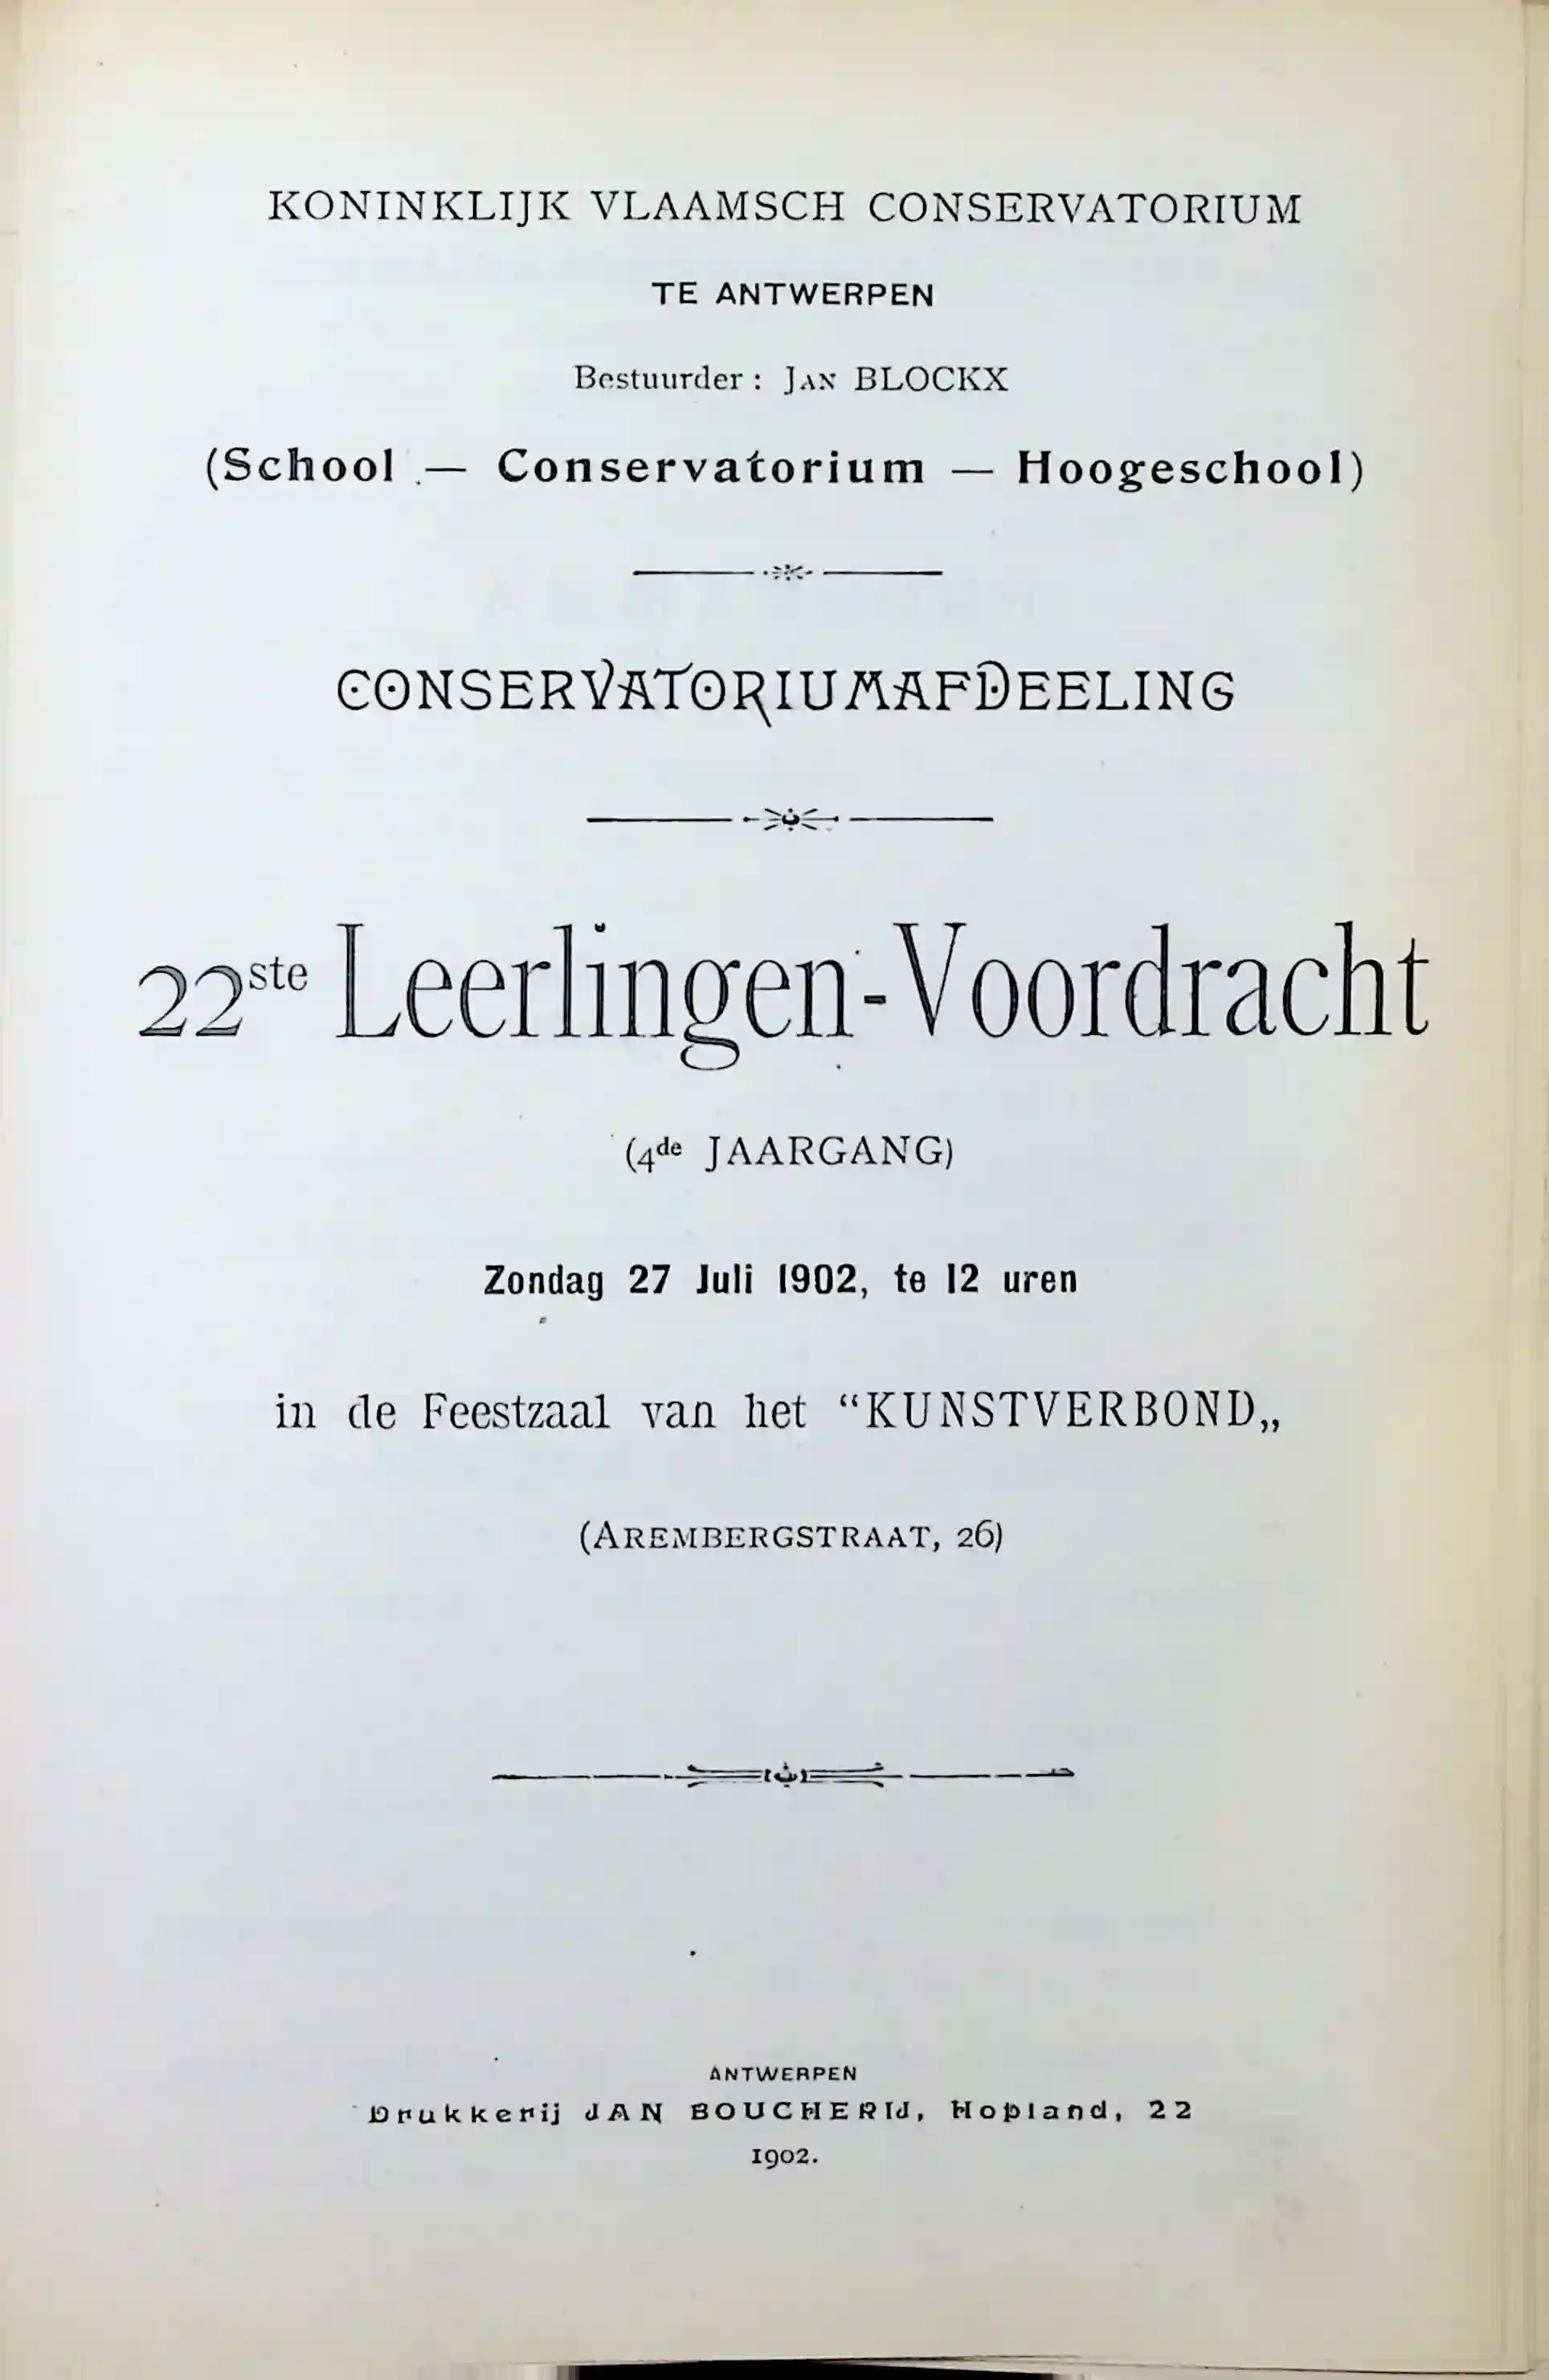 KONINKLIJK VLAAMSCH CONSERVATORIUM
TE ANTWERPEN
Bestuurder : JAN BLOCKX
(School — Conservatorium — Hoogeschool)
CONSERVATORIUMAFDEELING
22ste Leerlingen-Voordracht
(4de JAARGANG)
Zondag 27 Juli 1902, te 12 uren
in de Feestzaal van het “KUNSTVERBOND„
(AREMBERGSTRAAT, 26)
ANTWERPEN
Drukkerij JAN BOUCHERIJ, Hopland, 22
1902.